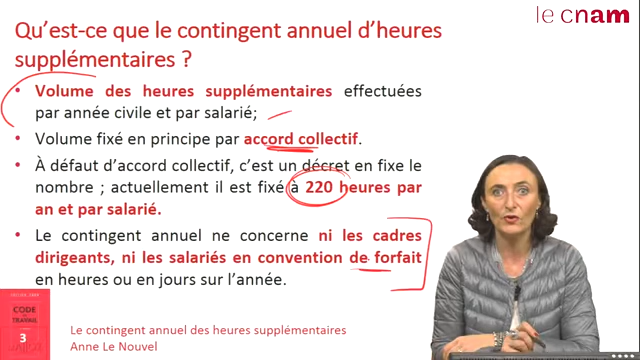 le cnam
Qu'est-ce que le contingent annuel d'heures
supplémentaires ?
• Volume des heures supplémentaires effectuées
par année civile et par salarié;
• Volume fixé en principe par accord collectif.
• À défaut d'accord collectif, c'est un décret en fixe le
nombre ; actuellement il est fixé à 220 heures par
an et par salarié.
• Le contingent annuel ne concerne ni les cadres
dirigeants, ni les salariés en convention de forfait
en heures ou en jours sur l'année.
CODE
TRAVAIL
3
Le contingent annuel des heures supplémentaires
Anne Le Nouvel